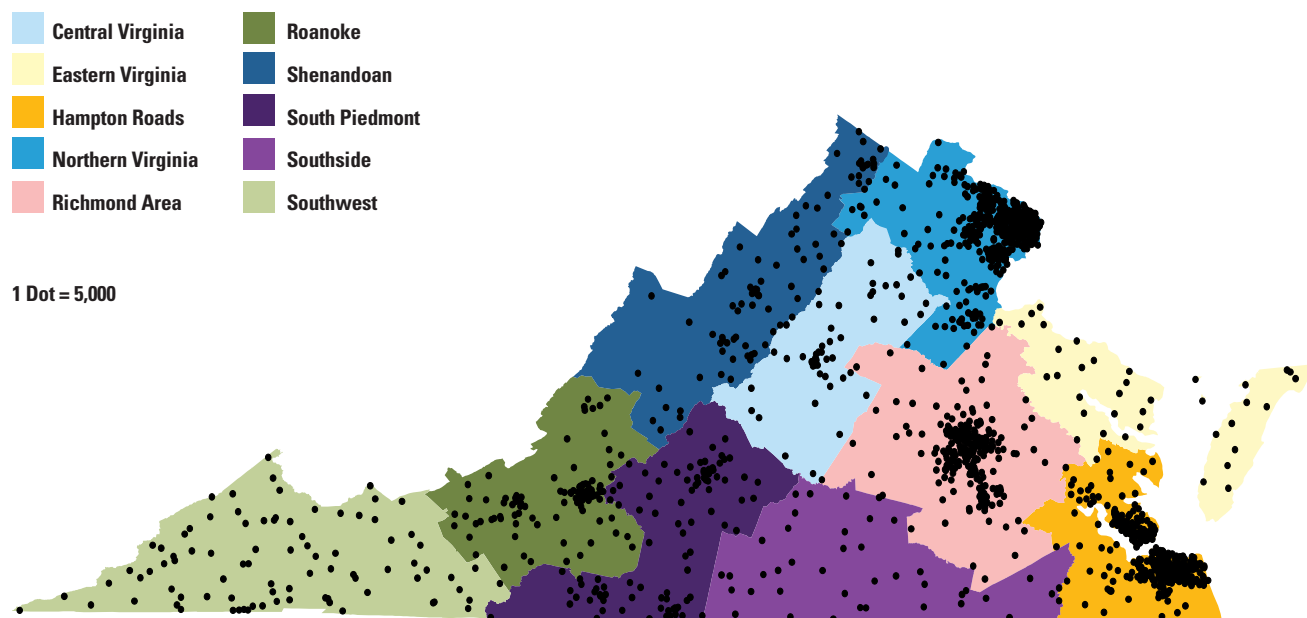 Central Virginia
Eastern Virginia
Hampton Roads
Northern Virginia
Richmond Area
Roanoke
Shenandoan
South Piedmont
Southside
Southwest
1 Dot = 5,000